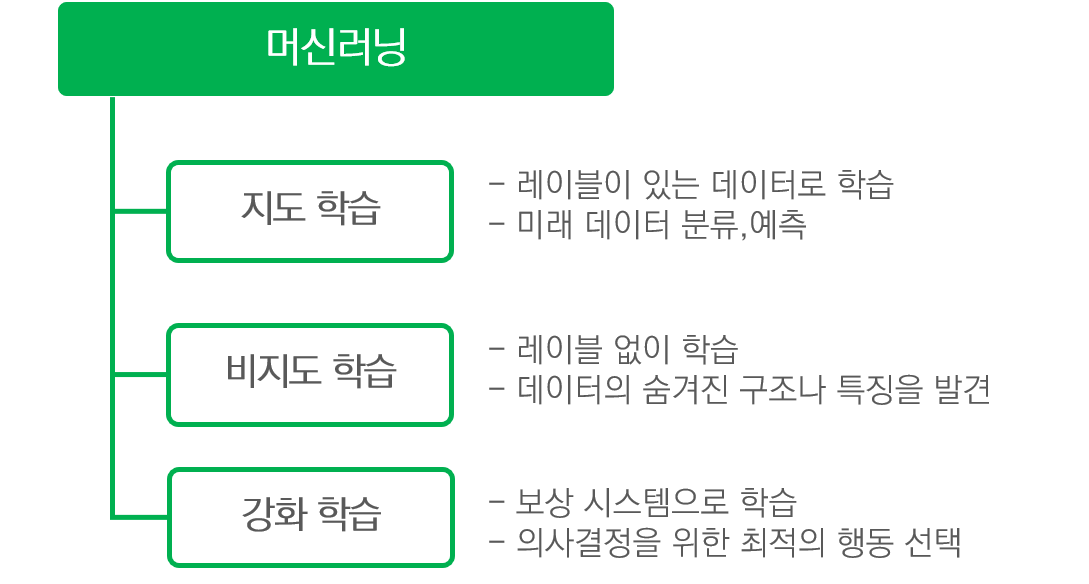 머신러닝
지도 학습
- 레이블이 있는 데이터로 학습
- 미래 데이터 분류,예측
비지도 학습
- 레이블 없이 학습
- 데이터의 숨겨진 구조나 특징을 발견
강화 학습
- 보상 시스템으로 학습
- 의사결정을 위한 최적의 행동 선택